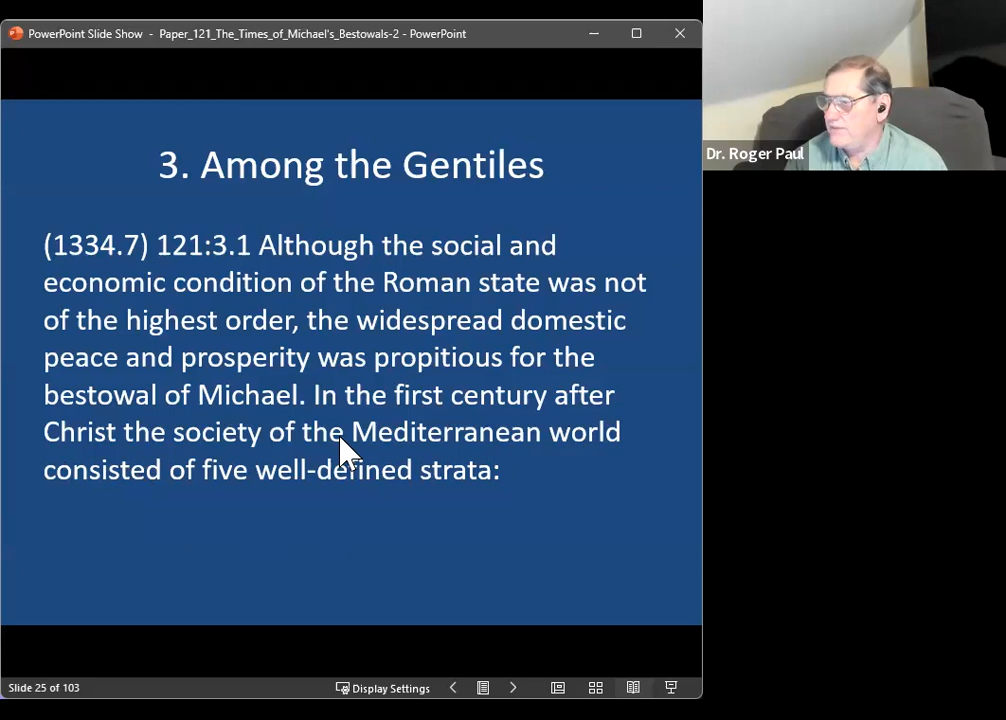 PowerPoint Slide Show - Paper_121_The_Times_of_Michael's_Bestowals-2 - PowerPoint
Dr. Roger Paul
3. Among the Gentiles
(1334.7) 121:3.1 Although the social and
economic condition of the Roman state was not
of the highest order, the widespread domestic
peace and prosperity was propitious for the
bestowal of Michael. In the first century after
Christ the society of the Mediterranean world
consisted of five well-defined strata:
Slide 25 of 103
Display Settings